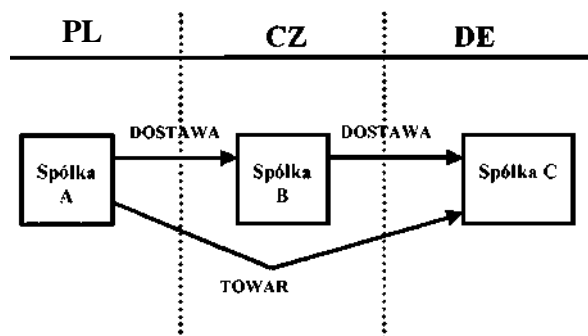 PL CZ DE
DOSTAWA DOSTAWA
Spółka
A
Spółka
B
Spółka C
TOWAR